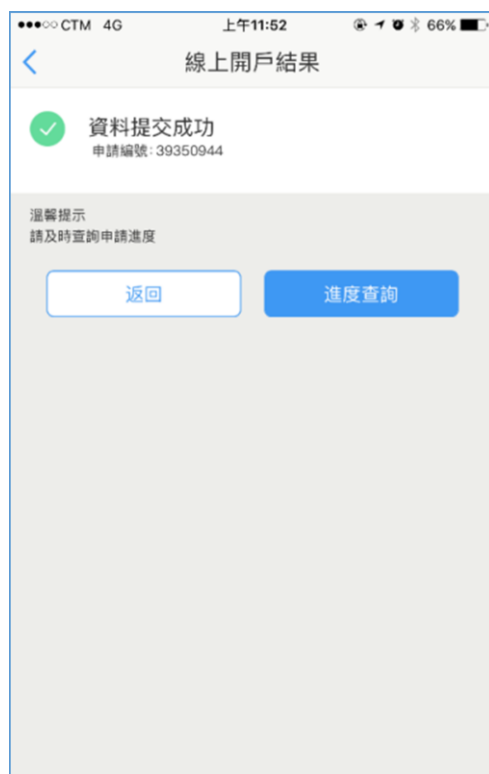 ●●●○○ CTM 4G 上午11:52 66%
線上開戶結果
資料提交成功
申請編號:39350944
溫馨提示
請及時查詢申請進度
返回 進度查詢